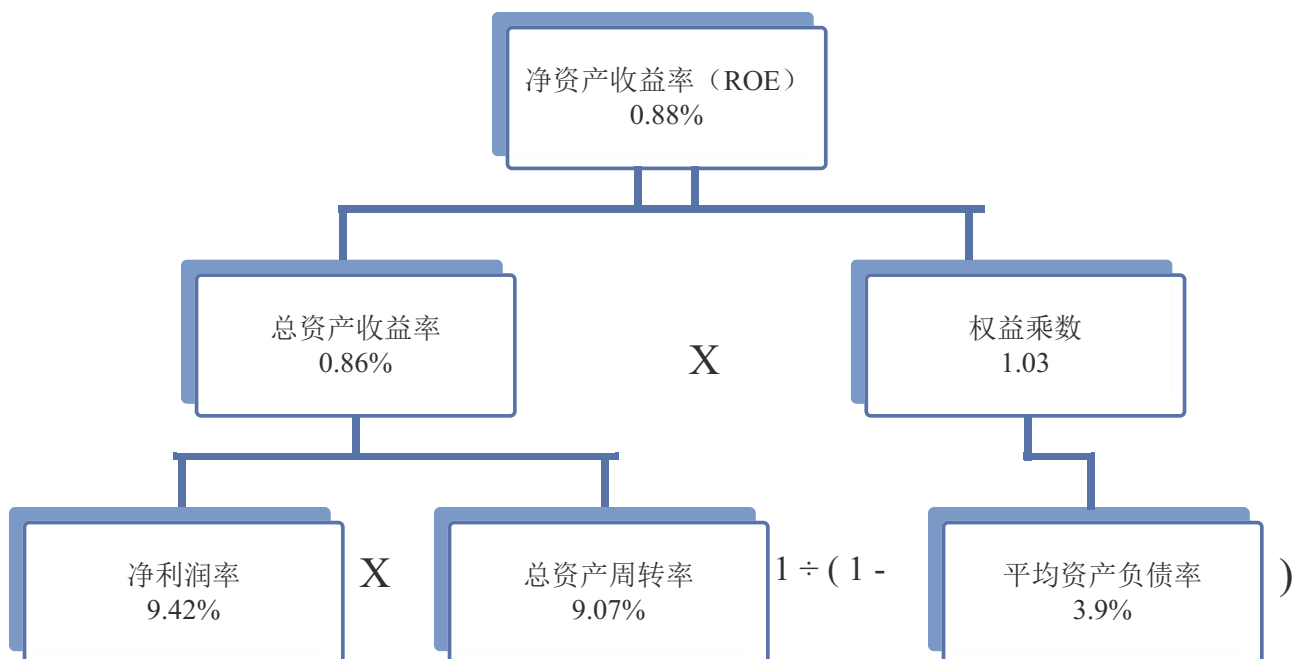 净资产收益率（ROE）
0.88%
总资产收益率
0.86%
X
权益乘数
1.03
净利润率
9.42%
X
总资产周转率
9.07%
1 ÷ ( 1 -
平均资产负债率
3.9%
)